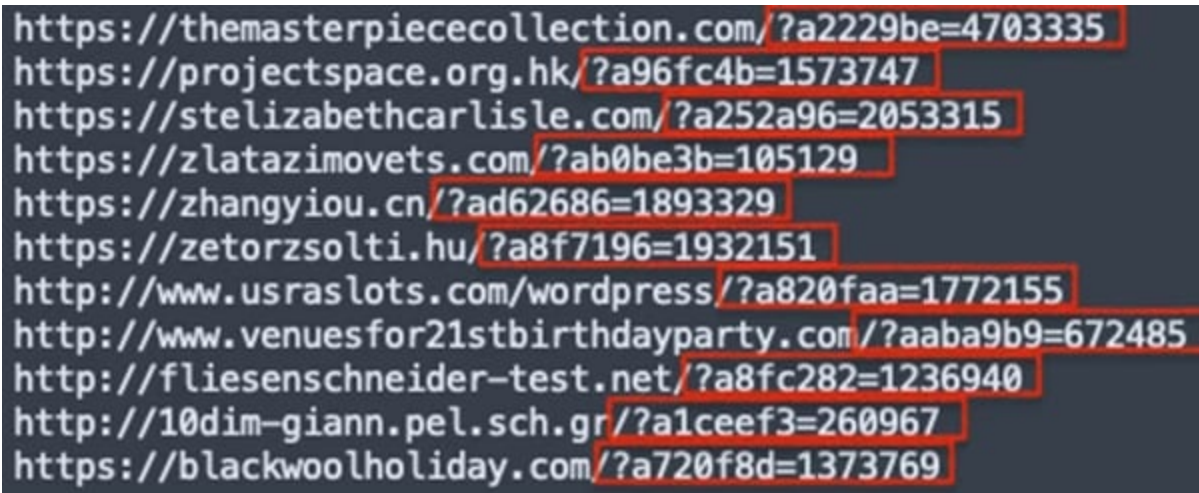 https://themasterpiececollection.com/?a2229be=4703335
https://projectspace.org.hk/?a96fc4b=1573747
https://stelizabethcarlisle.com/?a252a96=2053315
https://zlatazimovets.com/?ab0be3b=105129
https://zhangyiou.cn/?ad62686=1893329
https://zetorzsolti.hu/?a8f7196=1932151
http://www.usraslots.com/wordpress/?a820faa=1772155
http://www.venuesfor21stbirthdayparty.com/?aaba9b9=672485
http://fliesenschneider-test.net/?a8fc282=1236940
http://10dim-giann.pel.sch.gr/?a1ceef3=260967
https://blackwoolholiday.com/?a720f8d=1373769